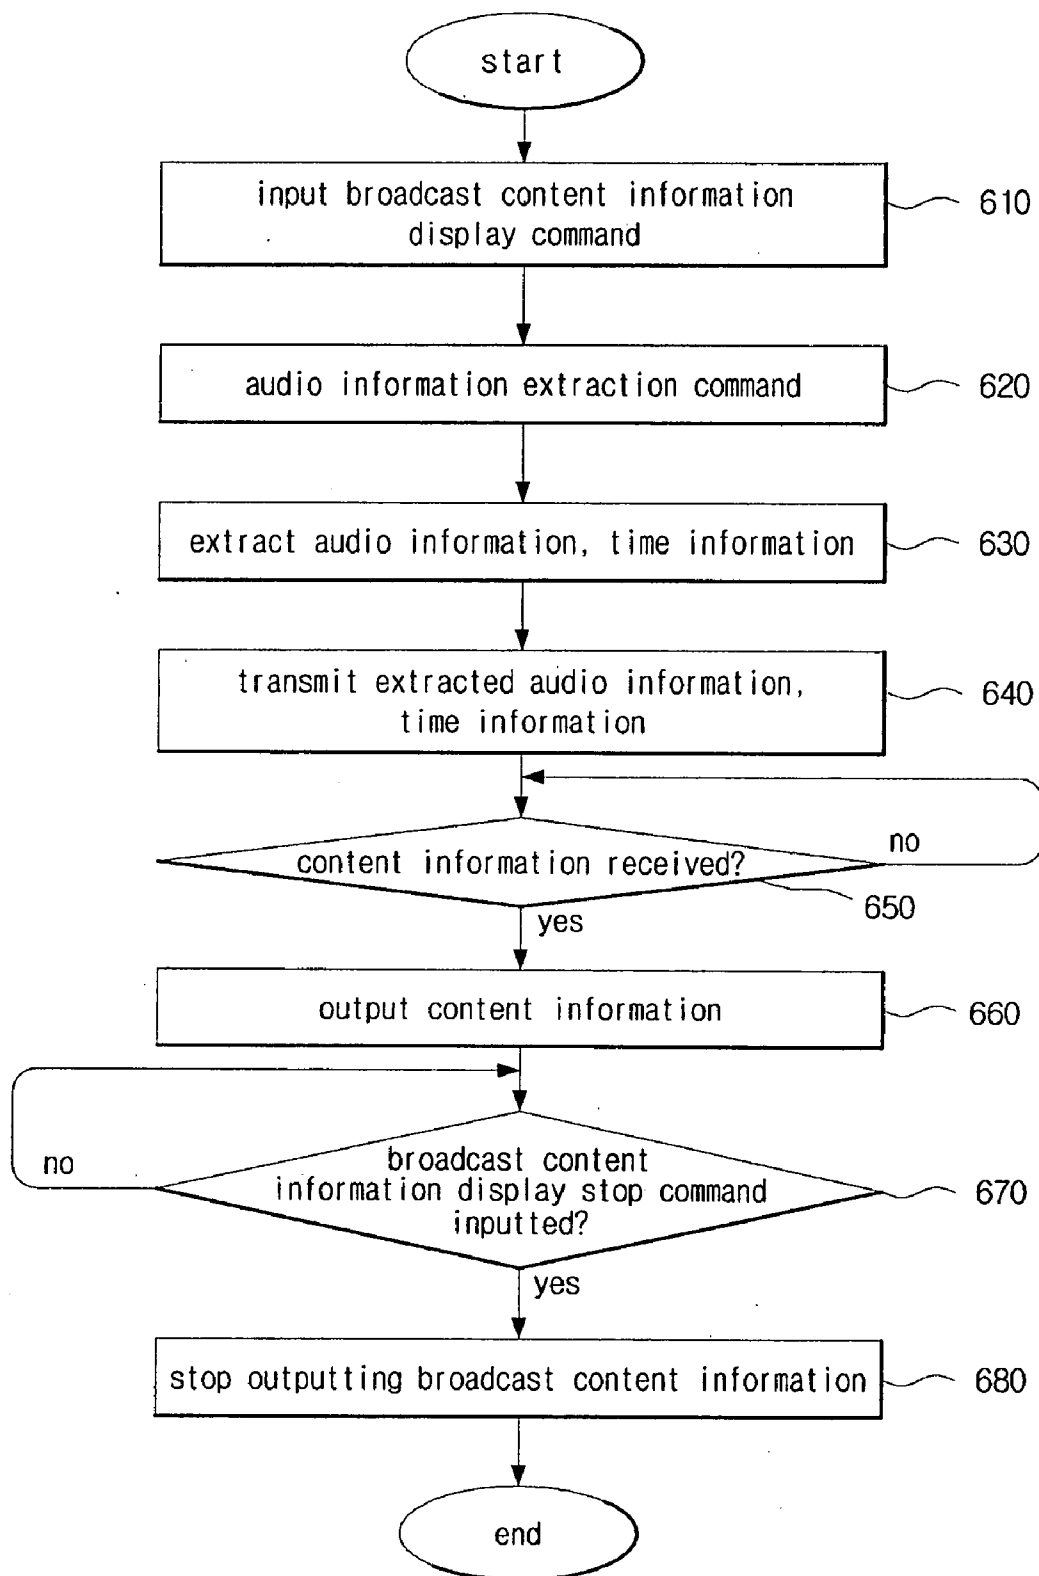 start
input broadcast content information
display command
610
audio information extraction command
620
extract audio information, time information
630
transmit extracted audio information,
time information
640
content information received?
no
650
yes
output content information
660
no
broadcast content
information display stop command
inputted?
670
yes
stop outputting broadcast content information
680
end